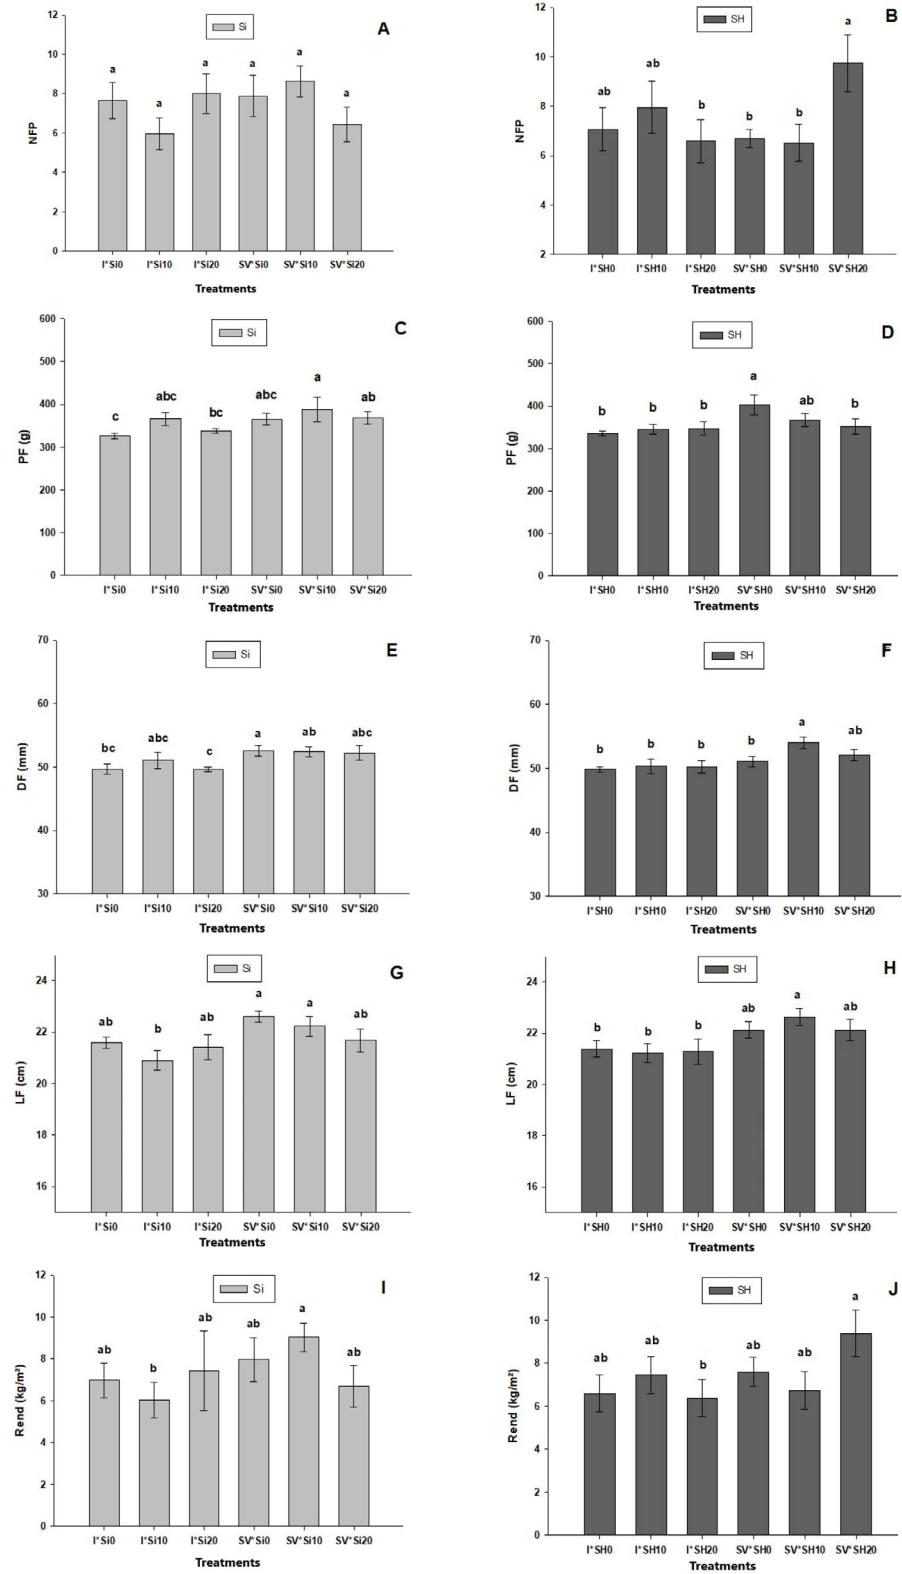 A
Si
12
10
8
6
4
2
0
NFP
a a a a a a
I*Si0 I*Si10 I*Si20 SV*Si0 SV*Si10 SV*Si20
Treatments
B
SH
12
10
8
6
4
2
NFP
ab ab b b b a
I*SH0 I*SH10 I*SH20 SV*SH0 SV*SH10 SV*SH20
Treatments
C
Si
600
500
400
300
200
100
0
PF (g)
c abc bc abc a ab
I*Si0 I*Si10 I*Si20 SV*Si0 SV*Si10 SV*Si20
Treatments
D
SH
600
500
400
300
200
100
0
PF (g)
b b b a ab b
I*SH0 I*SH10 I*SH20 SV*SH0 SV*SH10 SV*SH20
Treatments
E
Si
70
60
50
40
30
DF (mm)
bc abc c a ab abc
I*Si0 I*Si10 I*Si20 SV*Si0 SV*Si10 SV*Si20
Treatments
F
SH
70
60
50
40
30
DF (mm)
b b b b a ab
I*SH0 I*SH10 I*SH20 SV*SH0 SV*SH10 SV*SH20
Treatments
G
Si
24
22
20
18
16
LF (cm)
ab b ab a a ab
I*Si0 I*Si10 I*Si20 SV*Si0 SV*Si10 SV*Si20
Treatments
H
SH
24
22
20
18
16
LF (cm)
b b b ab a ab
I*SH0 I*SH10 I*SH20 SV*SH0 SV*SH10 SV*SH20
Treatments
I
Si
12
10
8
6
4
2
0
Rend (kg/m²)
ab b ab ab a ab
I*Si0 I*Si10 I*Si20 SV*Si0 SV*Si10 SV*Si20
Treatments
J
SH
12
10
8
6
4
2
0
Rend (kg/m²)
ab ab b ab ab a
I*SH0 I*SH10 I*SH20 SV*SH0 SV*SH10 SV*SH20
Treatments